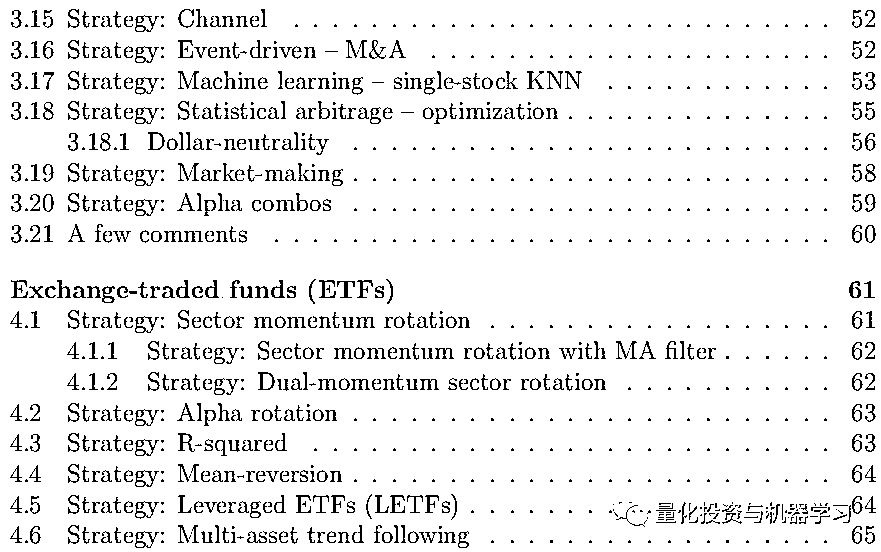 3.15 Strategy: Channel . . . . . . . . . . . . . . . . . . . . . . . . . . . . 52
3.16 Strategy: Event-driven – M&A . . . . . . . . . . . . . . . . . . . . . 52
3.17 Strategy: Machine learning – single-stock KNN . . . . . . . . . . . . 53
3.18 Strategy: Statistical arbitrage – optimization . . . . . . . . . . . . . . 55
3.18.1 Dollar-neutrality . . . . . . . . . . . . . . . . . . . . . . . . . 56
3.19 Strategy: Market-making . . . . . . . . . . . . . . . . . . . . . . . . . 58
3.20 Strategy: Alpha combos . . . . . . . . . . . . . . . . . . . . . . . . . 59
3.21 A few comments . . . . . . . . . . . . . . . . . . . . . . . . . . . . . 60
Exchange-traded funds (ETFs) 61
4.1 Strategy: Sector momentum rotation . . . . . . . . . . . . . . . . . . 61
4.1.1 Strategy: Sector momentum rotation with MA filter . . . . . . 62
4.1.2 Strategy: Dual-momentum sector rotation . . . . . . . . . . . 62
4.2 Strategy: Alpha rotation . . . . . . . . . . . . . . . . . . . . . . . . . 63
4.3 Strategy: R-squared . . . . . . . . . . . . . . . . . . . . . . . . . . . 63
4.4 Strategy: Mean-reversion . . . . . . . . . . . . . . . . . . . . . . . . . 64
4.5 Strategy: Leveraged ETFs (LETFs) . . . . . . . . . . . . . . . . . . . 64
量化投资与机器学习
4.6 Strategy: Multi-asset trend following . . . . . . . . . . . . . . . . . . 65